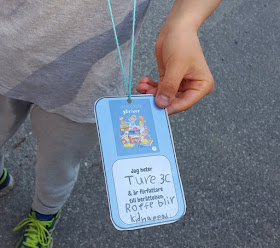 Jag heter
Ture 3C
& är författare
till berättelsen
Roffe blir
kidnappad